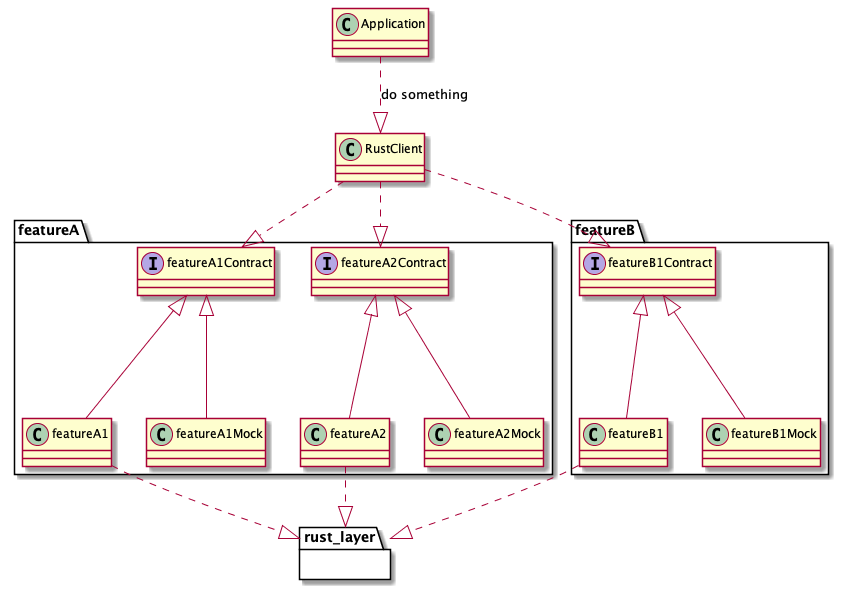 C Application
do something
C RustClient
featureA
featureB
I featureA1Contract
I featureA2Contract
I featureB1Contract
C featureA1
C featureA1Mock
C featureA2
C featureA2Mock
C featureB1
C featureB1Mock
rust_layer